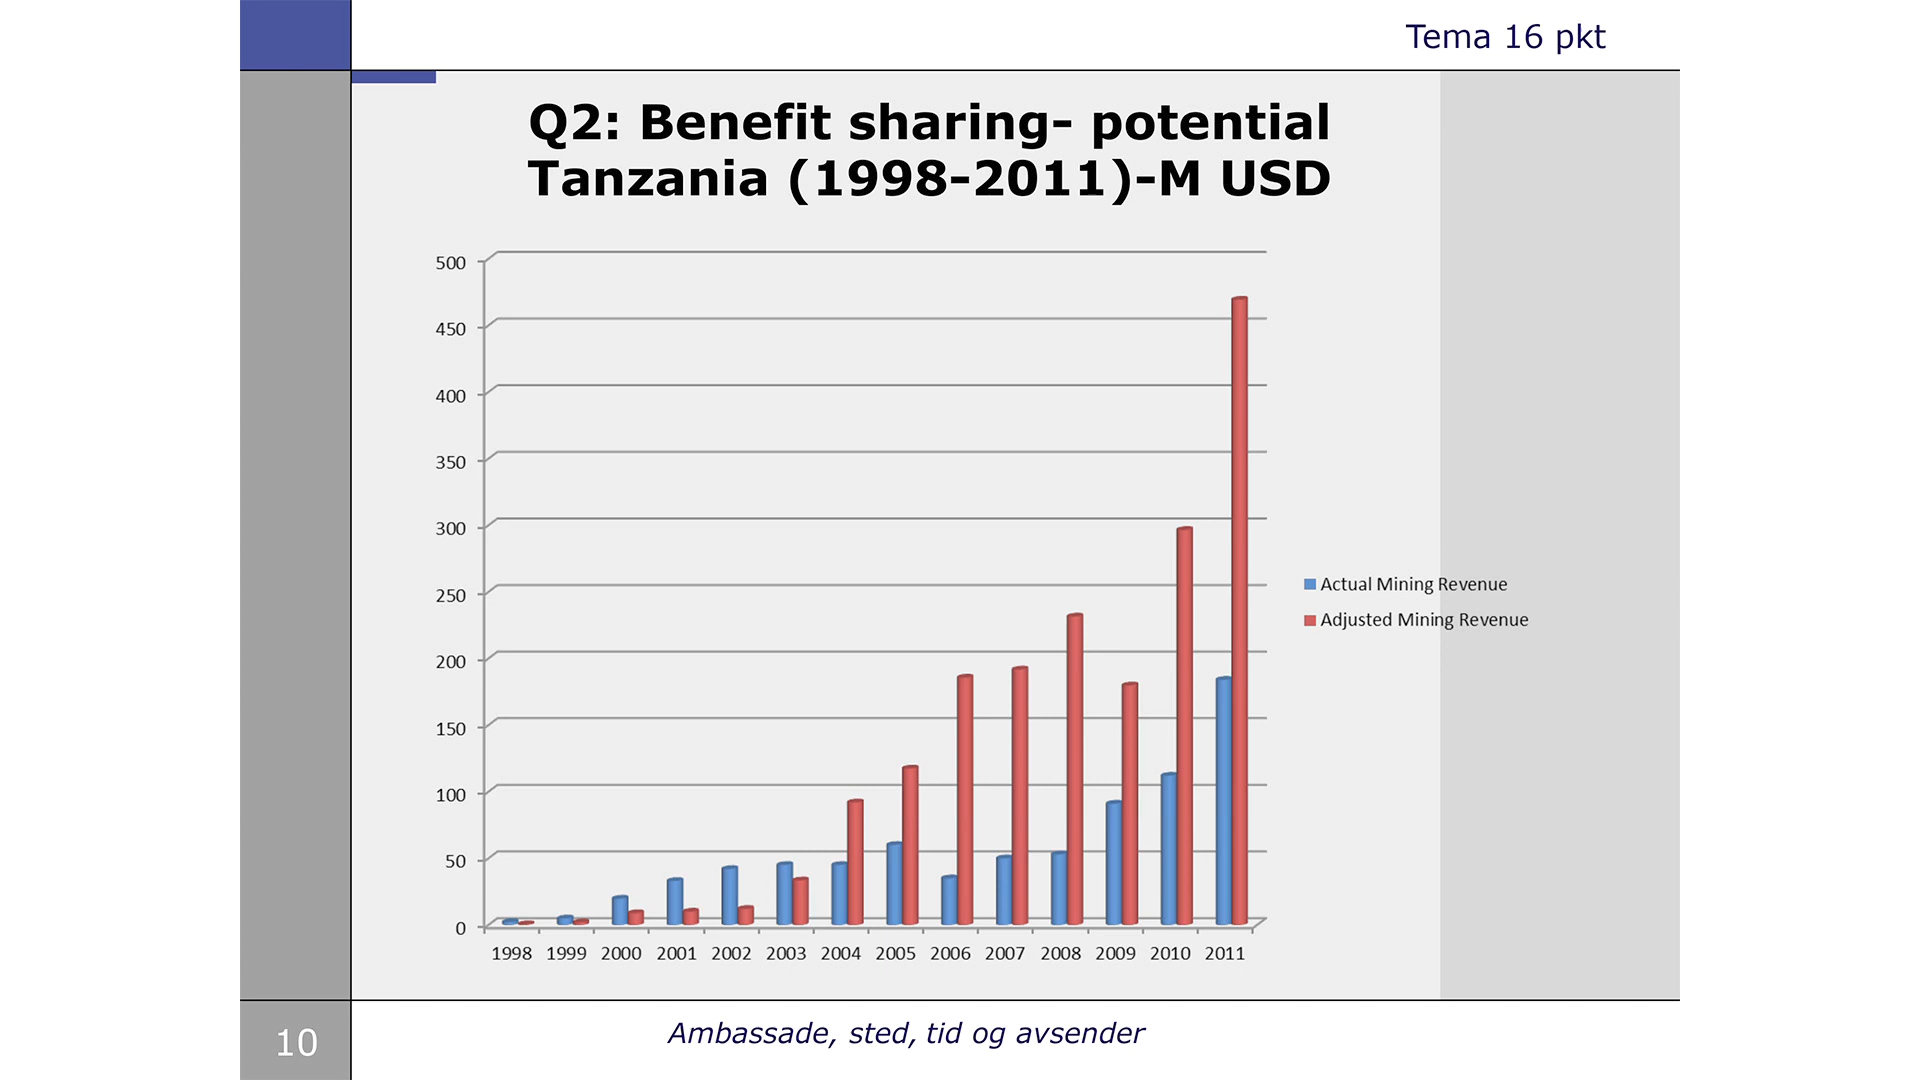 Tema 16 pkt
Q2: Benefit sharing- potential
Tanzania (1998-2011)-M USD
500
450
400
350
300
250
200
150
100
50
0
1998 1999 2000 2001 2002 2003 2004 2005 2006 2007 2008 2009 2010 2011
Actual Mining Revenue
Adjusted Mining Revenue
10
Ambassade, sted, tid og avsender